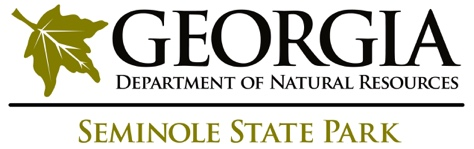 GEORGIA
DEPARTMENT OF NATURAL RESOURCES
SEMINOLE STATE PARK